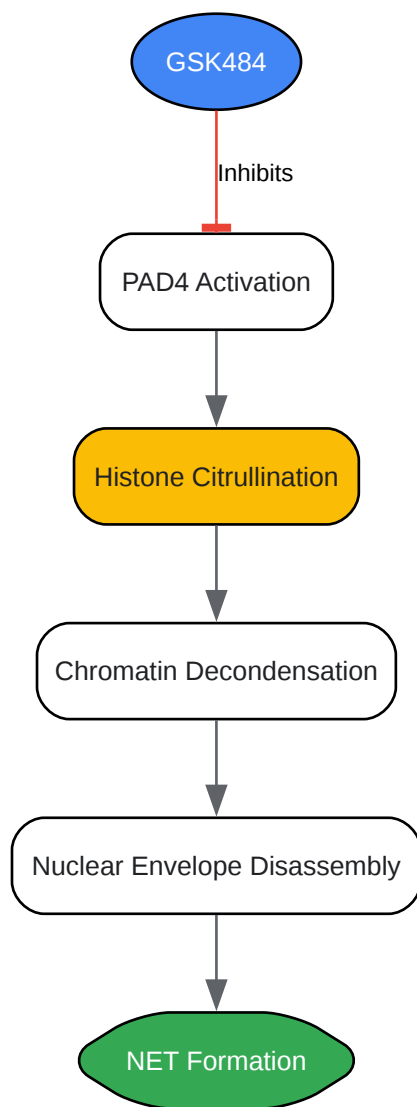 GSK484
Inhibits
PAD4 Activation
Histone Citrullination
Chromatin Decondensation
Nuclear Envelope Disassembly
NET Formation